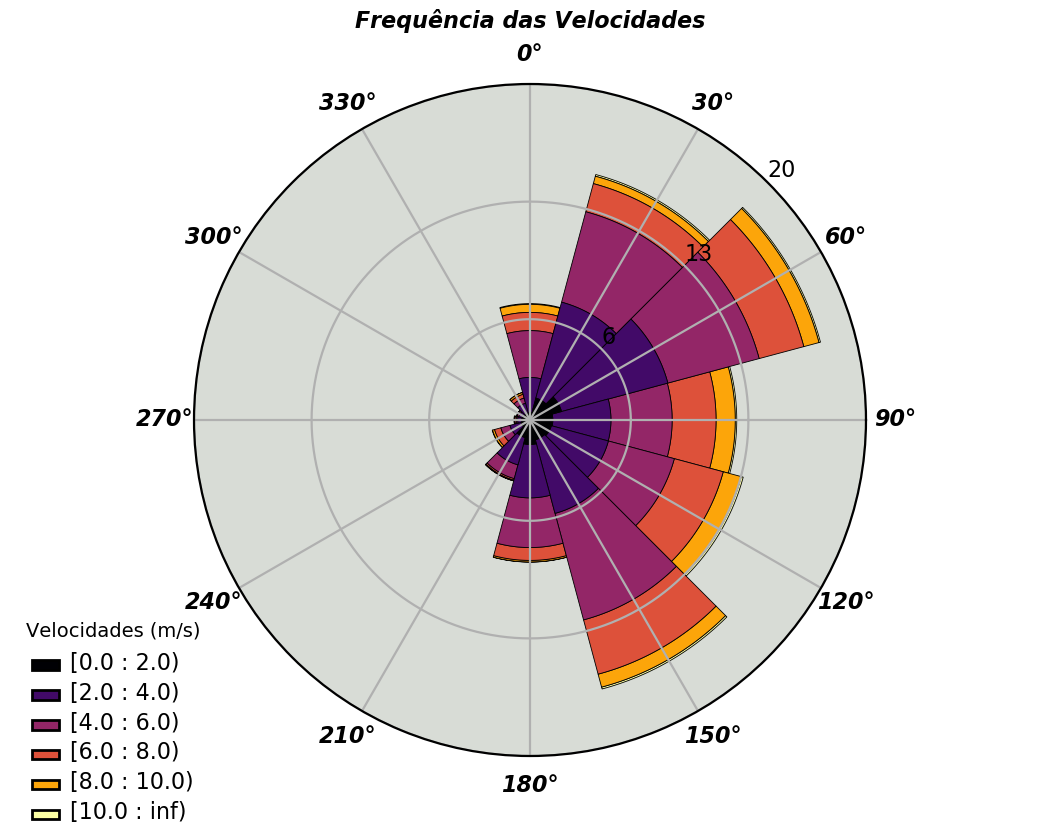 Frequência das Velocidades
0°
330°
30°
20
300°
60°
13
6
270°
90°
240°
120°
210°
150°
180°
Velocidades (m/s)
[0.0 : 2.0)
[2.0 : 4.0)
[4.0 : 6.0)
[6.0 : 8.0)
[8.0 : 10.0)
[10.0 : inf)